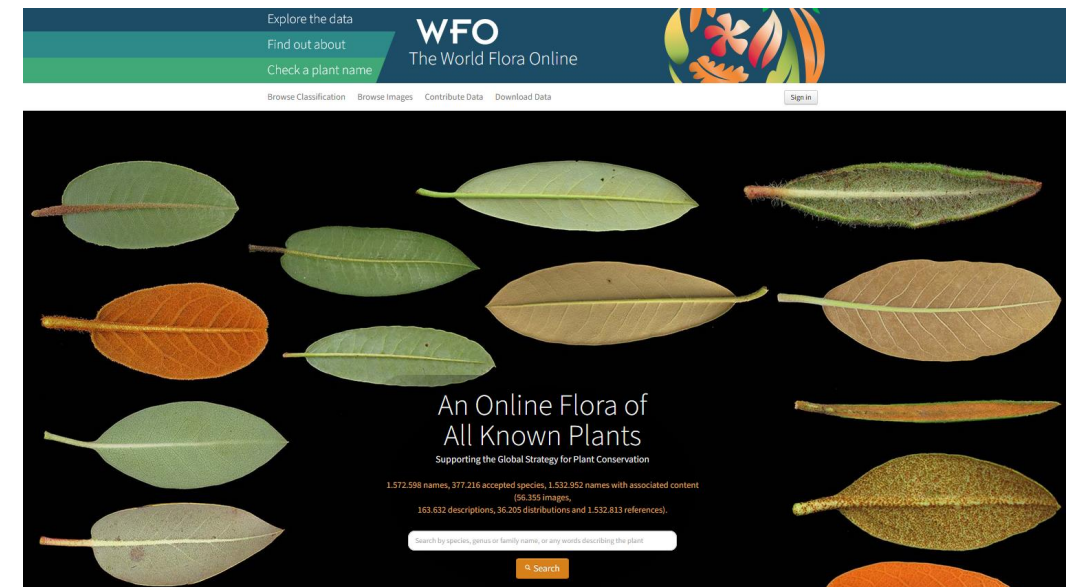 Explore the data
Find out about
Check a plant name
WFO
The World Flora Online
Browse Classification Browse Images Contribute Data Download Data
Sign in
An Online Flora of
All Known Plants
Supporting the Global Strategy for Plant Conservation
1.572.598 names, 377.216 accepted species, 1.532.952 names with associated content
(56.355 images,
163.632 descriptions, 36.205 distributions and 1.532.813 references).
Search by species, genus or family name, or any words describing the plant
Search